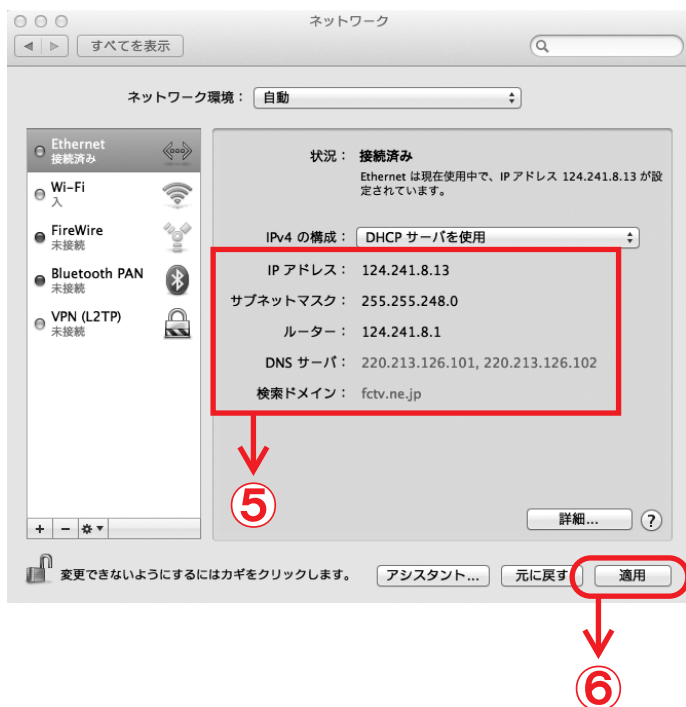 ネットワーク
すべてを表示
ネットワーク環境： 自動
Ethernet
接続済み
Wi-Fi
入
FireWire
未接続
Bluetooth PAN
未接続
VPN (L2TP)
未接続
状況： 接続済み
Ethernet は現在使用中で、IP アドレス 124.241.8.13 が設
定されています。
IPv4 の構成： DHCP サーバを使用
IP アドレス： 124.241.8.13
サブネットマスク： 255.255.248.0
ルーター： 124.241.8.1
DNS サーバ： 220.213.126.101, 220.213.126.102
検索ドメイン： fctv.ne.jp
⑤
詳細... ?
+ −
変更できないようにするにはカギをクリックします。 アシスタント... 元に戻す 適用
⑥